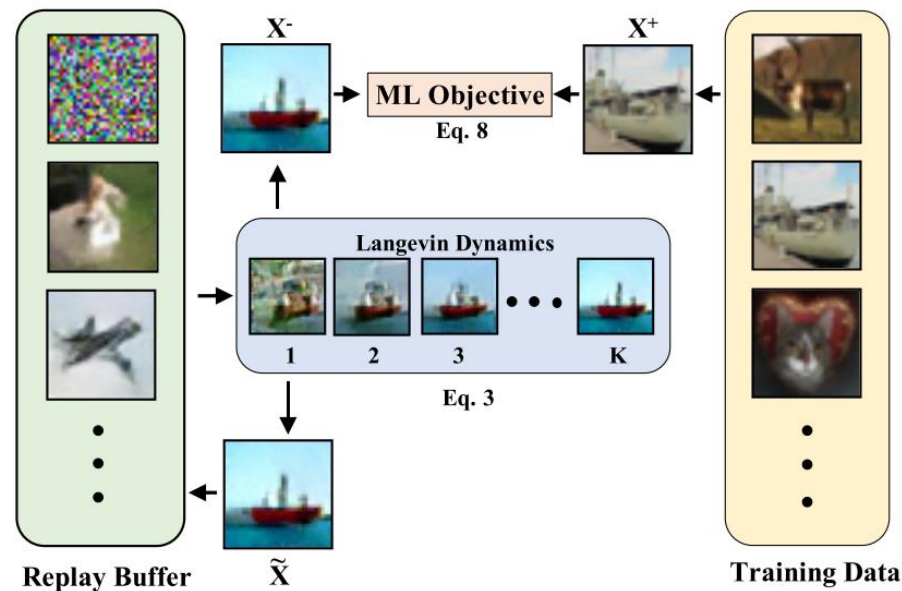 X⁻
X⁺
ML Objective
Eq. 8
Langevin Dynamics
1 2 3 K
Eq. 3
X̃
Replay Buffer
Training Data